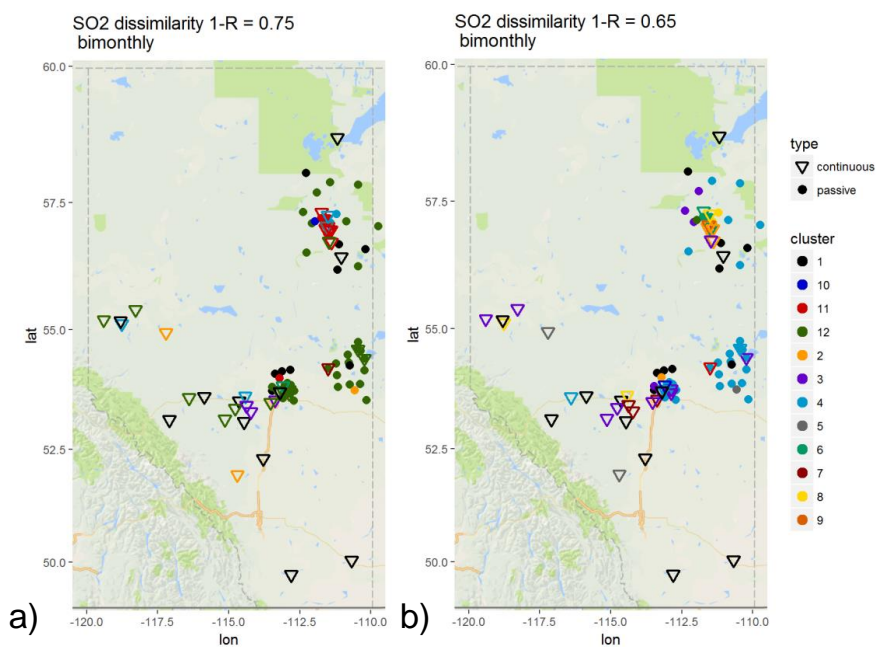 SO2 dissimilarity 1-R = 0.75
bimonthly
60.0
57.5
55.0
52.5
50.0
lat
-120.0
-117.5
-115.0
-112.5
-110.0
lon
a)
SO2 dissimilarity 1-R = 0.65
bimonthly
60.0
57.5
55.0
52.5
50.0
lat
-120.0
-117.5
-115.0
-112.5
-110.0
lon
b)
type
continuous
passive
cluster
1
10
11
12
2
3
4
5
6
7
8
9